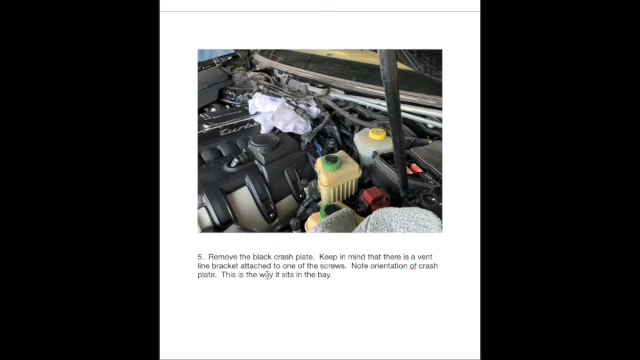 turbo
5. Remove the black crash plate. Keep in mind that there is a vent
line bracket attached to one of the screws. Note orientation of crash
plate. This is the way it sits in the bay.